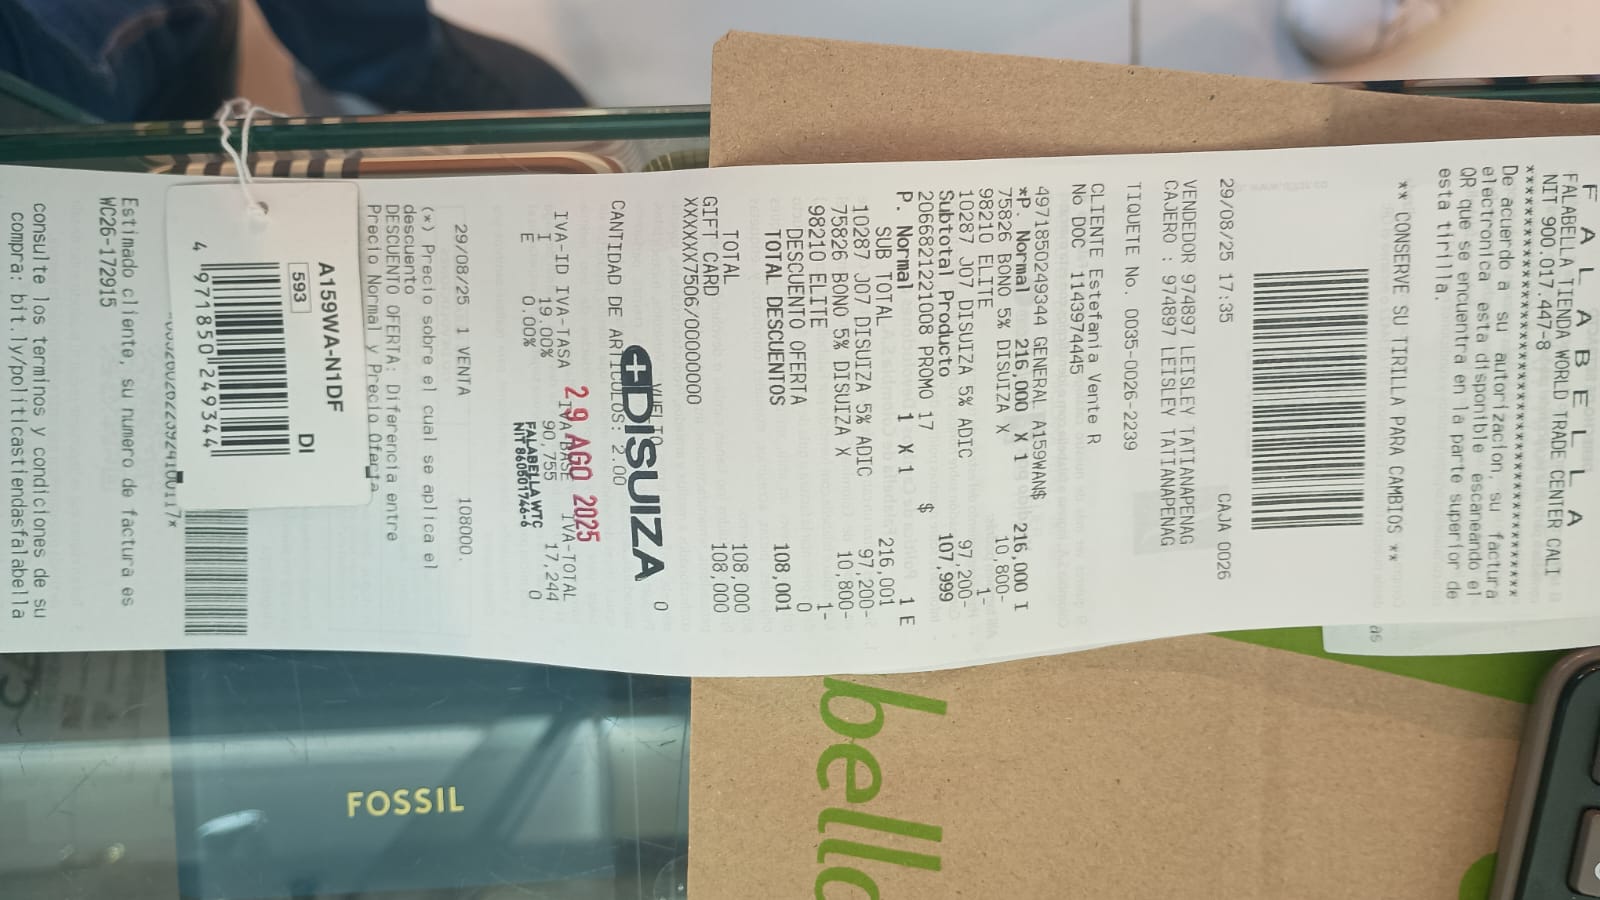 F A L A B E L L A
FALABELLA TIENDA WORLD TRADE CENTER CALI
NIT 900.017.447-8
De acuerdo a su autorización, su factura
electronica esta disponible escaneando el
QR que se encuentra en la parte superior de
esta tirilla.
** CONSERVE SU TIRILLA PARA CAMBIOS **
as
29/08/25 17:35 CAJA 0026
VENDEDOR 974897 LEISLEY TATIANAPENAG
CAJERO : 974897 LEISLEY TATIANAPENAG
TIQUETE No. 0035-0026-2239
CLIENTE Estefania Vente R
No DOC 1143974445
4971850249344 GENERAL A159WAN$ 216,000 I
*P. Normal 216,000 X 1
75826 BONO 5% DISUIZA X 10,800-
98210 ELITE 1-
10287 JO7 DISUIZA 5% ADIC 97,200-
Subtotal Producto 107,999
2066821221008 PROMO 17 $
P. Normal 1 X 1 1 E
SUB TOTAL 216,001
10287 JO7 DISUIZA 5% ADIC 97,200-
75826 BONO 5% DISUIZA X 10,800-
98210 ELITE 1-
DESCUENTO OFERTA 0
TOTAL DESCUENTOS 108,001
TOTAL 108,000
GIFT CARD 108,000
XXXXXX7506/00000000
VUELTO 0
CANTIDAD DE ARTICULOS: 2.00
+DISUIZA
29 AGO 2025
FALABELLA WTC
IVA-ID IVA-TASA IVA-BASE IVA-TOTAL
I 19.00% 90,755 17,244
E 0.00% 0
29/08/25 1 VENTA 108000.
(*) Precio sobre el cual se aplica el
descuento
DESCUENTO OFERTA: Diferencia entre
Precio Normal y Precio Oferta
A159WA-N1DF
593 DI
4 971850 249344
Estimado cliente, su numero de factura es
WC26-172915
consulte los terminos y condiciones de su
compra: bit.ly/politicastiendasfalabella
FOSSIL
bella